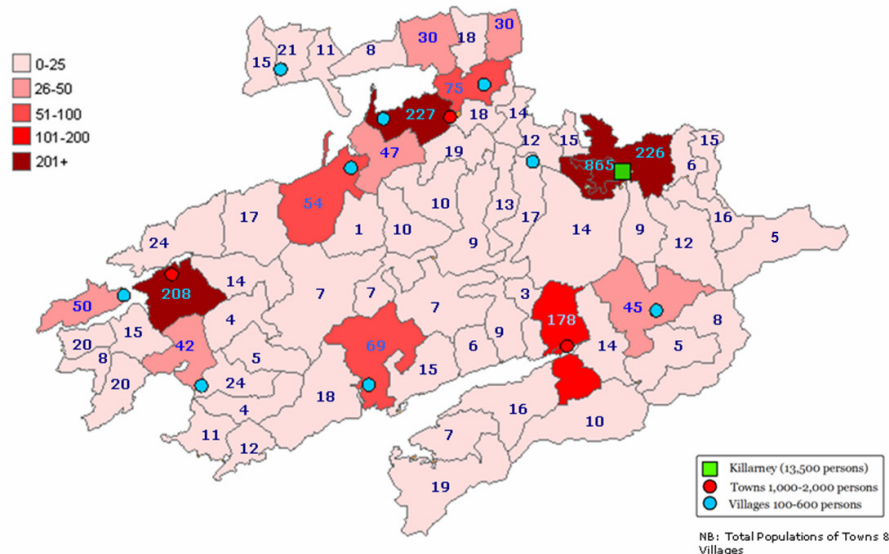 30 18 30
15 21 11 8
0-25
26-50
51-100
101-200
201+
75
227 18 14
12 15 865 226 15
47 19 6
54 17 1 10 10 13 17 14 9 16
24 9 12 5
14 7 7 3
50 208 7 178 45 8
20 15 4 9
8 42 69 6 14 5
20 5 15
24 18
4 16 10
11 12 7
19
Killarney (13,500 persons)
Towns 1,000-2,000 persons
Villages 100-600 persons
NB: Total Populations of Towns &
Villages